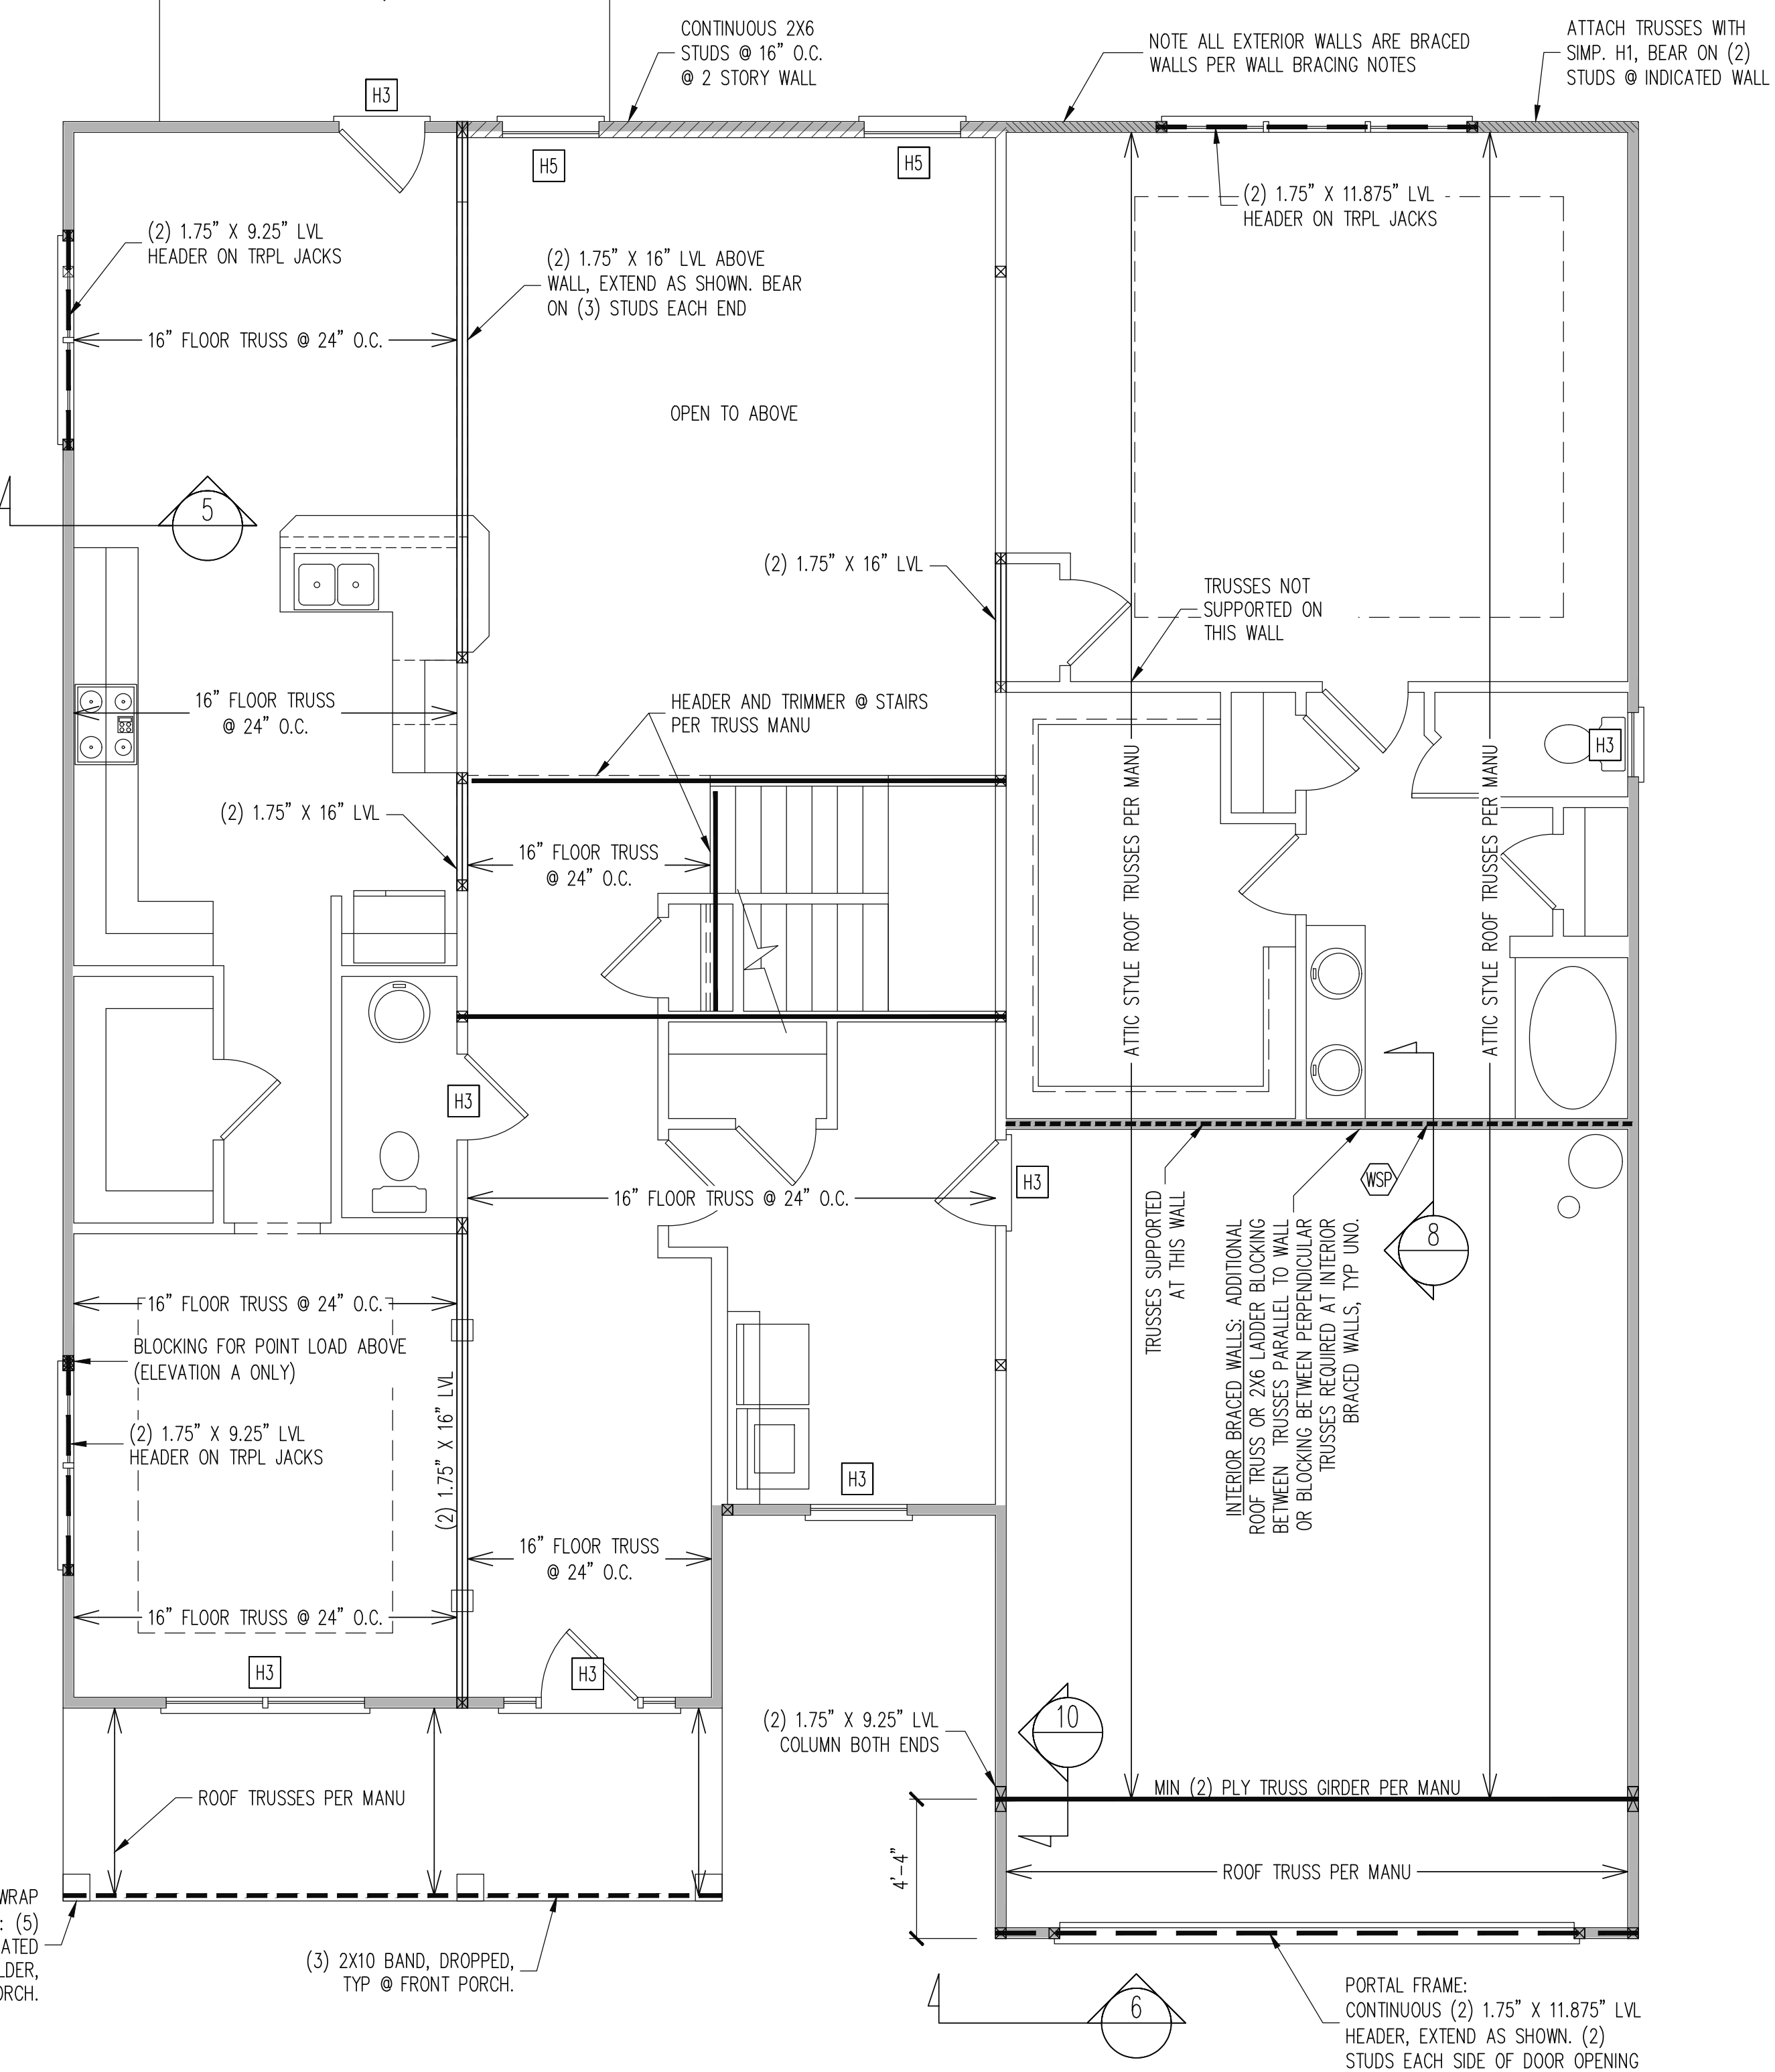 CONTINUOUS 2X6
STUDS @ 16" O.C.
@ 2 STORY WALL
NOTE ALL EXTERIOR WALLS ARE BRACED
WALLS PER WALL BRACING NOTES
ATTACH TRUSSES WITH
SIMP. H1, BEAR ON (2)
STUDS @ INDICATED WALL
H3
H5
H5
(2) 1.75" X 9.25" LVL
HEADER ON TRPL JACKS
(2) 1.75" X 11.875" LVL
HEADER ON TRPL JACKS
(2) 1.75" X 16" LVL ABOVE
WALL, EXTEND AS SHOWN. BEAR
ON (3) STUDS EACH END
16" FLOOR TRUSS @ 24" O.C.
OPEN TO ABOVE
5
(2) 1.75" X 16" LVL
TRUSSES NOT
SUPPORTED ON
THIS WALL
16" FLOOR TRUSS
@ 24" O.C.
HEADER AND TRIMMER @ STAIRS
PER TRUSS MANU
H3
(2) 1.75" X 16" LVL
16" FLOOR TRUSS
@ 24" O.C.
ATTIC STYLE ROOF TRUSSES PER MANU
ATTIC STYLE ROOF TRUSSES PER MANU
H3
H3
16" FLOOR TRUSS @ 24" O.C.
WSP
8
TRUSSES SUPPORTED
AT THIS WALL
INTERIOR BRACED WALLS: ADDITIONAL
ROOF TRUSS OR 2X6 LADDER BLOCKING
BETWEEN TRUSSES PARALLEL TO WALL
OR BLOCKING BETWEEN PERPENDICULAR
TRUSSES REQUIRED AT INTERIOR
BRACED WALLS, TYP UNO.
16" FLOOR TRUSS @ 24" O.C.
BLOCKING FOR POINT LOAD ABOVE
(ELEVATION A ONLY)
(2) 1.75" X 9.25" LVL
HEADER ON TRPL JACKS
(2) 1.75" X 16" LVL
H3
16" FLOOR TRUSS
@ 24" O.C.
16" FLOOR TRUSS @ 24" O.C.
H3
H3
(2) 1.75" X 9.25" LVL
COLUMN BOTH ENDS
10
MIN (2) PLY TRUSS GIRDER PER MANU
ROOF TRUSSES PER MANU
4'-4"
ROOF TRUSS PER MANU
WRAP
: (5)
ATED
LDER,
ORCH.
(3) 2X10 BAND, DROPPED,
TYP @ FRONT PORCH.
6
PORTAL FRAME:
CONTINUOUS (2) 1.75" X 11.875" LVL
HEADER, EXTEND AS SHOWN. (2)
STUDS EACH SIDE OF DOOR OPENING